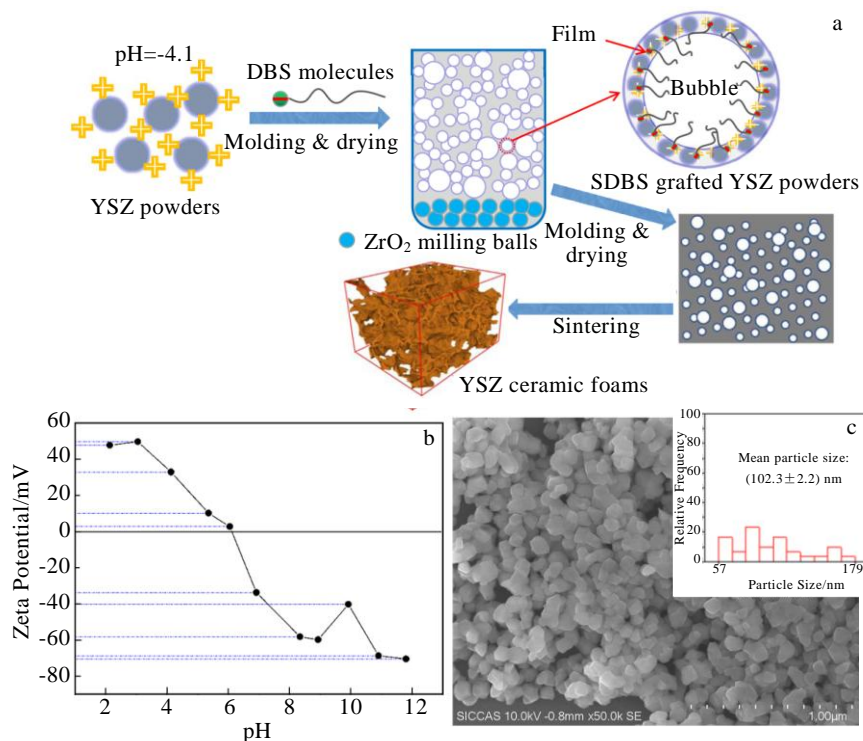 a
pH=-4.1
DBS molecules
Molding & drying
YSZ powders
Film
Bubble
SDBS grafted YSZ powders
ZrO₂ milling balls
Molding &
drying
Sintering
YSZ ceramic foams
b
Zeta Potential/mV
60
40
20
0
-20
-40
-60
-80
2 4 6 8 10 12
pH
c
Relative Frequency
100
80
60
40
20
0
Mean particle size:
(102.3±2.2) nm
57 179
Particle Size/nm
SICCAS 10.0kV -0.8mm x50.0k SE
1.00μm